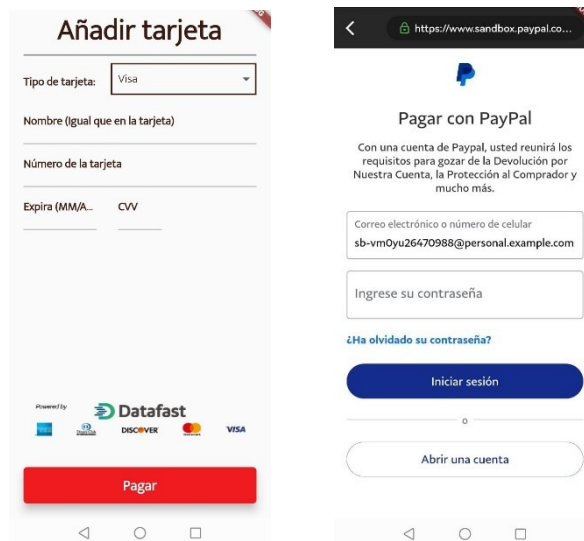 Añadir tarjeta
Tipo de tarjeta:
Visa
Nombre (Igual que en la tarjeta)
Número de la tarjeta
Expira (MM/A...
CVV
Powered by
Datafast
DISCOVER
VISA
Pagar
https://www.sandbox.paypal.co...
Pagar con PayPal
Con una cuenta de Paypal, usted reunirá los
requisitos para gozar de la Devolución por
Nuestra Cuenta, la Protección al Comprador y
mucho más.
Correo electrónico o número de celular
sb-vm0yu26470988@personal.example.com
Ingrese su contraseña
¿Ha olvidado su contraseña?
Iniciar sesión
o
Abrir una cuenta